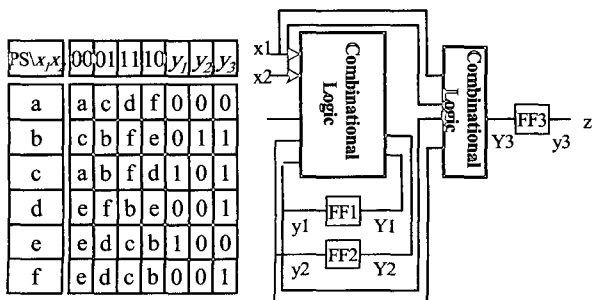 PS\x₁x₂ 00 01 11 10 y₁ y₂ y₃
a a c d f 0 0 0
b c b f e 0 1 1
c a b f d 1 0 1
d e f b e 0 0 1
e e d c b 1 0 0
f e d c b 0 0 1
x1
x2
Combinational Logic
Combinational Logic
FF3
Y3
y3
z
FF1
y1
Y1
FF2
y2
Y2